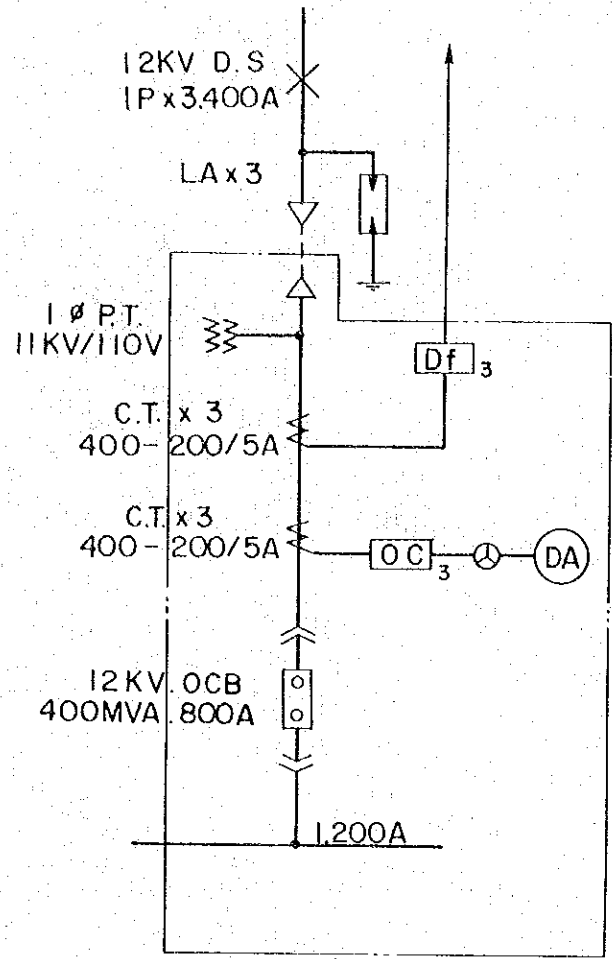 12KV D.S
1P x 3.400A
LA x 3
1 ø P.T.
11KV/110V
Df 3
C.T. x 3
400-200/5A
C.T. x 3
400-200/5A
OC 3
DA
12KV.OCB
400MVA.800A
1,200A